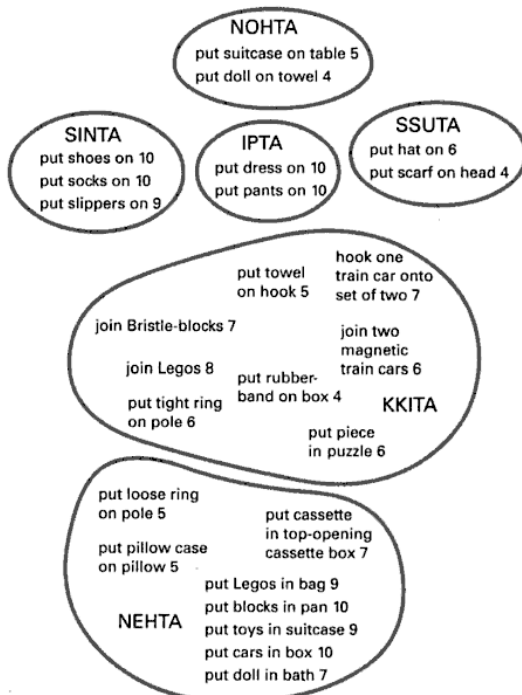 NOHTA
put suitcase on table 5
put doll on towel 4
SINTA
put shoes on 10
put socks on 10
put slippers on 9
IPTA
put dress on 10
put pants on 10
SSUTA
put hat on 6
put scarf on head 4
put towel
on hook 5
hook one
train car onto
set of two 7
join Bristle-blocks 7
join two
magnetic
train cars 6
join Legos 8
put rubber-
band on box 4
KKITA
put tight ring
on pole 6
put piece
in puzzle 6
put loose ring
on pole 5
put cassette
in top-opening
cassette box 7
put pillow case
on pillow 5
NEHTA
put Legos in bag 9
put blocks in pan 10
put toys in suitcase 9
put cars in box 10
put doll in bath 7